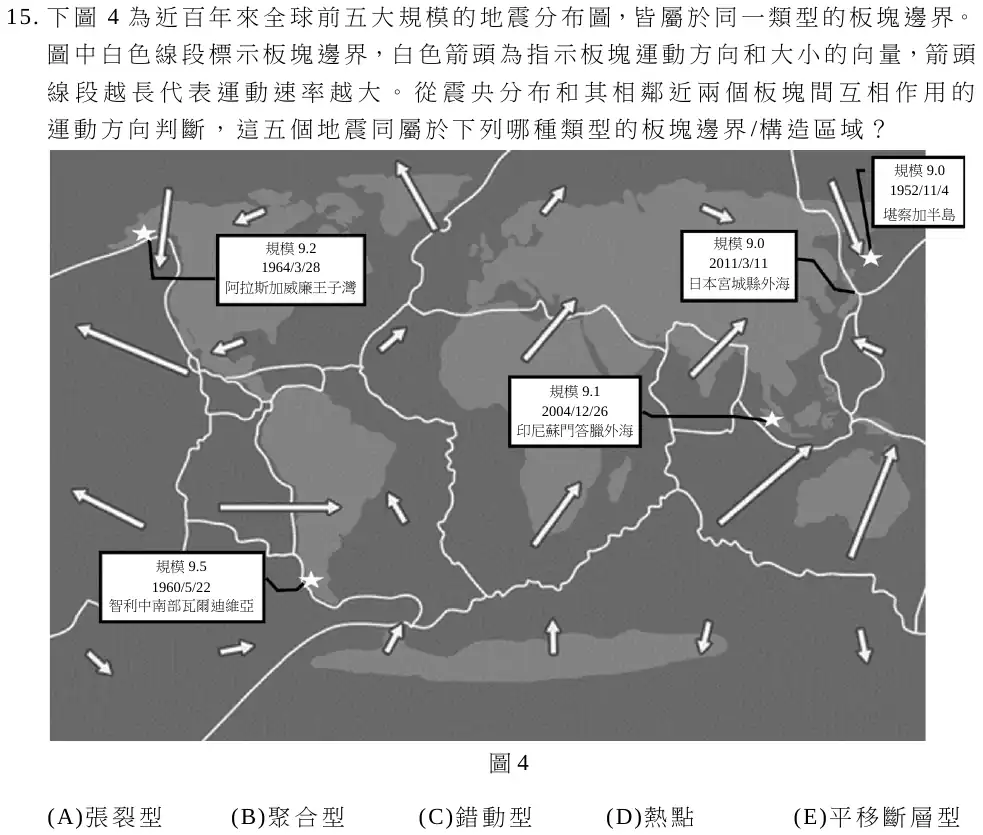 15. 下圖 4 為近百年來全球前五大規模的地震分布圖，皆屬於同一類型的板塊邊界。
圖中白色線段標示板塊邊界，白色箭頭為指示板塊運動方向和大小的向量，箭頭
線段越長代表運動速率越大。從震央分布和其相鄰近兩個板塊間互相作用的
運動方向判斷，這五個地震同屬於下列哪種類型的板塊邊界/構造區域？
規模 9.0
1952/11/4
堪察加半島
規模 9.2
1964/3/28
阿拉斯加威廉王子灣
規模 9.0
2011/3/11
日本宮城縣外海
規模 9.1
2004/12/26
印尼蘇門答臘外海
規模 9.5
1960/5/22
智利中南部瓦爾迪維亞
圖 4
(A)張裂型 (B)聚合型 (C)錯動型 (D)熱點 (E)平移斷層型